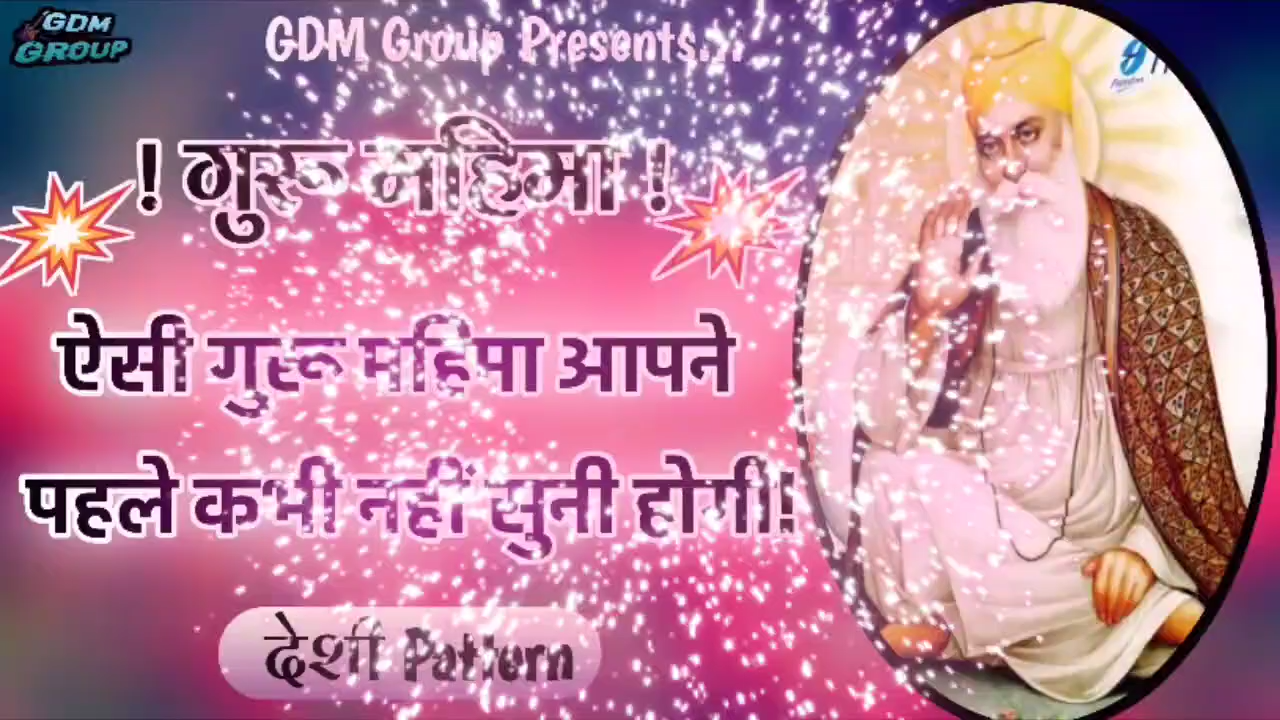 GDM
GROUP
GDM Group Presents...
! गुरू महिमा !
ऐसी गुरू महिमा आपने
पहले कभी नहीं सुनी होगी!
देशी Pattern